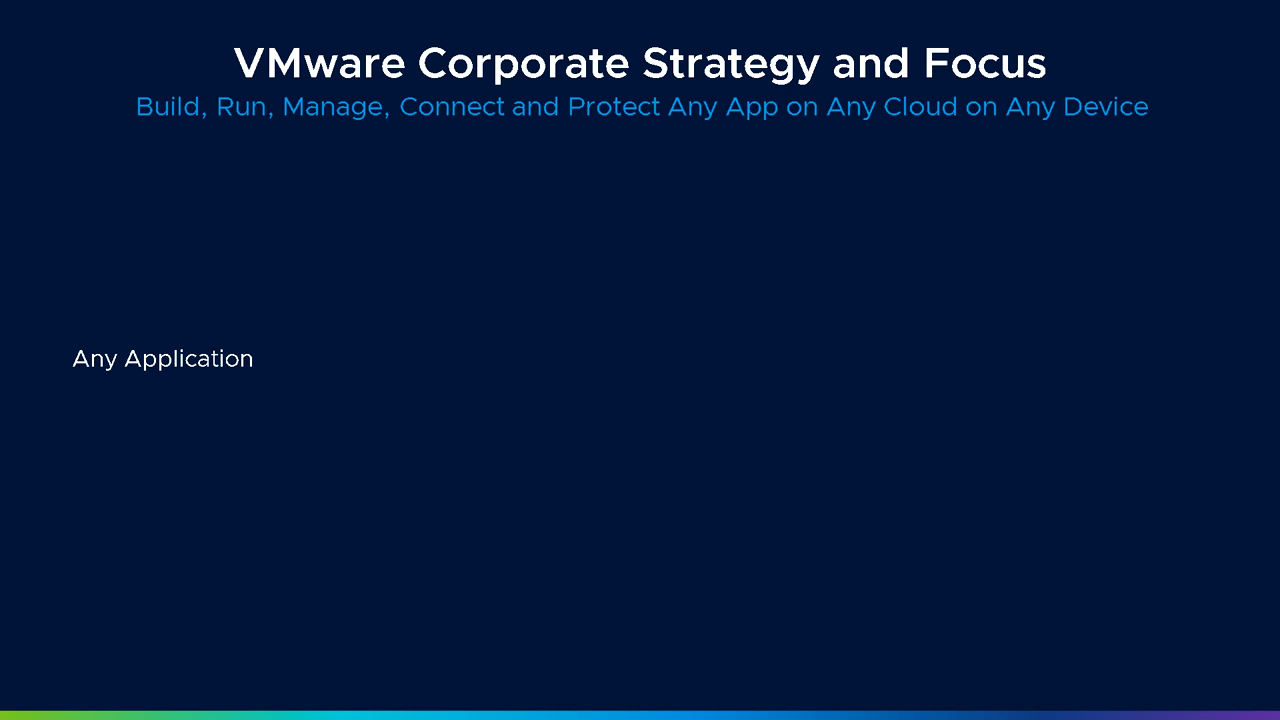 VMware Corporate Strategy and Focus
Build, Run, Manage, Connect and Protect Any App on Any Cloud on Any Device
Any Application